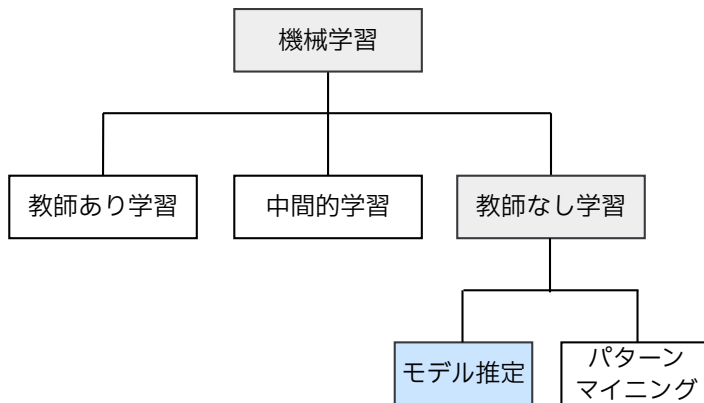 機械学習
教師あり学習
中間的学習
教師なし学習
モデル推定
パターン
マイニング